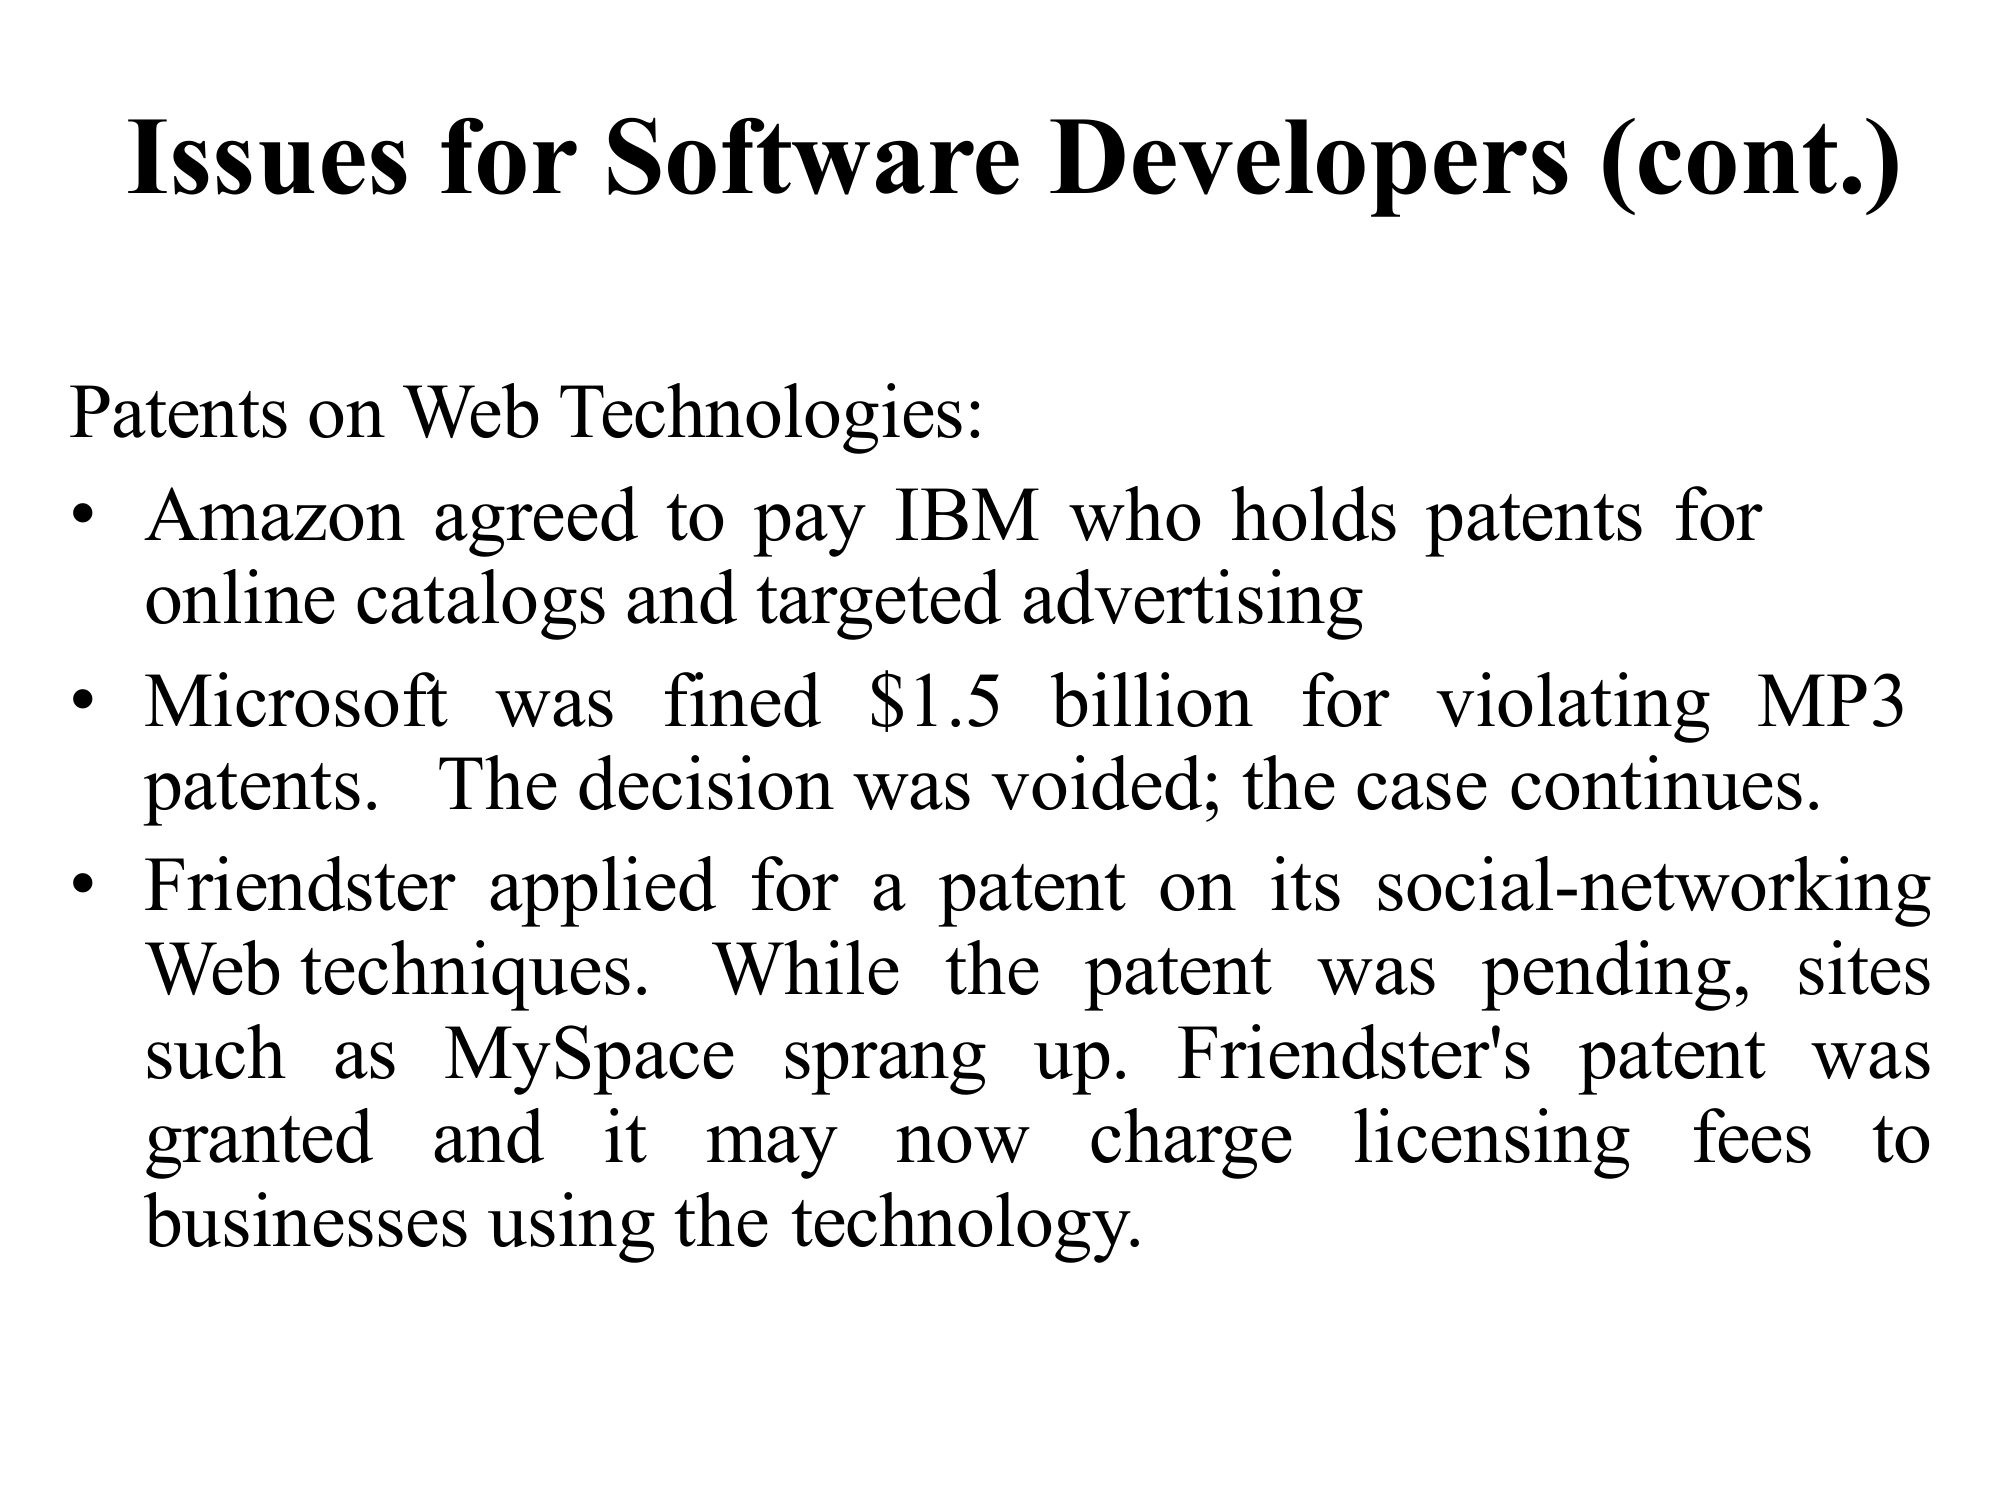 Issues for Software Developers (cont.)
Patents on Web Technologies:
• Amazon agreed to pay IBM who holds patents for
online catalogs and targeted advertising
• Microsoft was fined $1.5 billion for violating MP3
patents. The decision was voided; the case continues.
• Friendster applied for a patent on its social-networking
Web techniques. While the patent was pending, sites
such as MySpace sprang up. Friendster's patent was
granted and it may now charge licensing fees to
businesses using the technology.